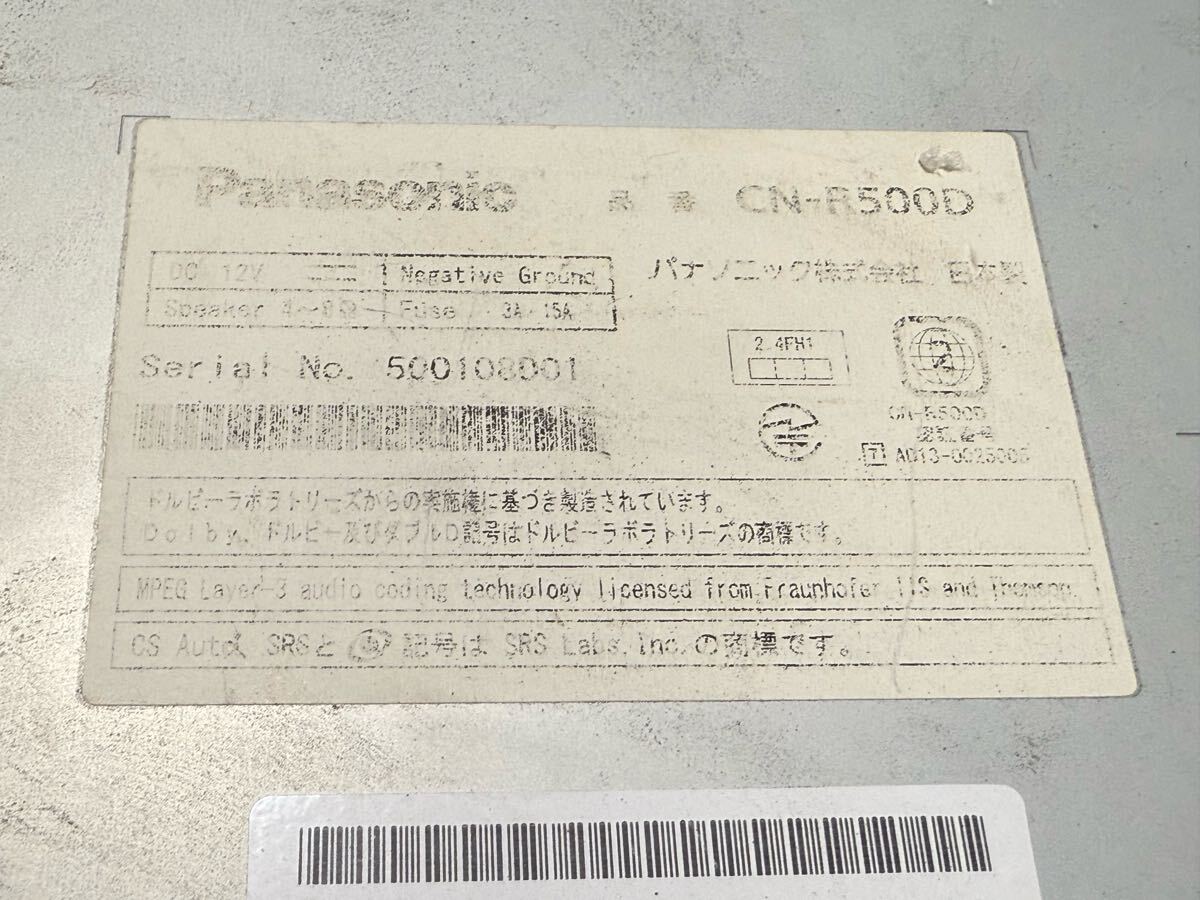 Panasonic 品番 CN-R500D
DC 12V Negative Ground
Speaker 4~8Ω Fuse 3A 15A
パナソニック株式会社 日本製
Serial No. 500108001
2.4FH1
CN-R500D
認証番号
T AD13-0025005
ドルビーラボラトリーズからの実施権に基づき製造されています。
Dolby、ドルビー及びダブルD記号はドルビーラボラトリーズの商標です。
MPEG Layer-3 audio coding technology licensed from Fraunhofer IIS and Thomson.
CS Auto、SRSと 記号は SRS Labs,Inc.の商標です。